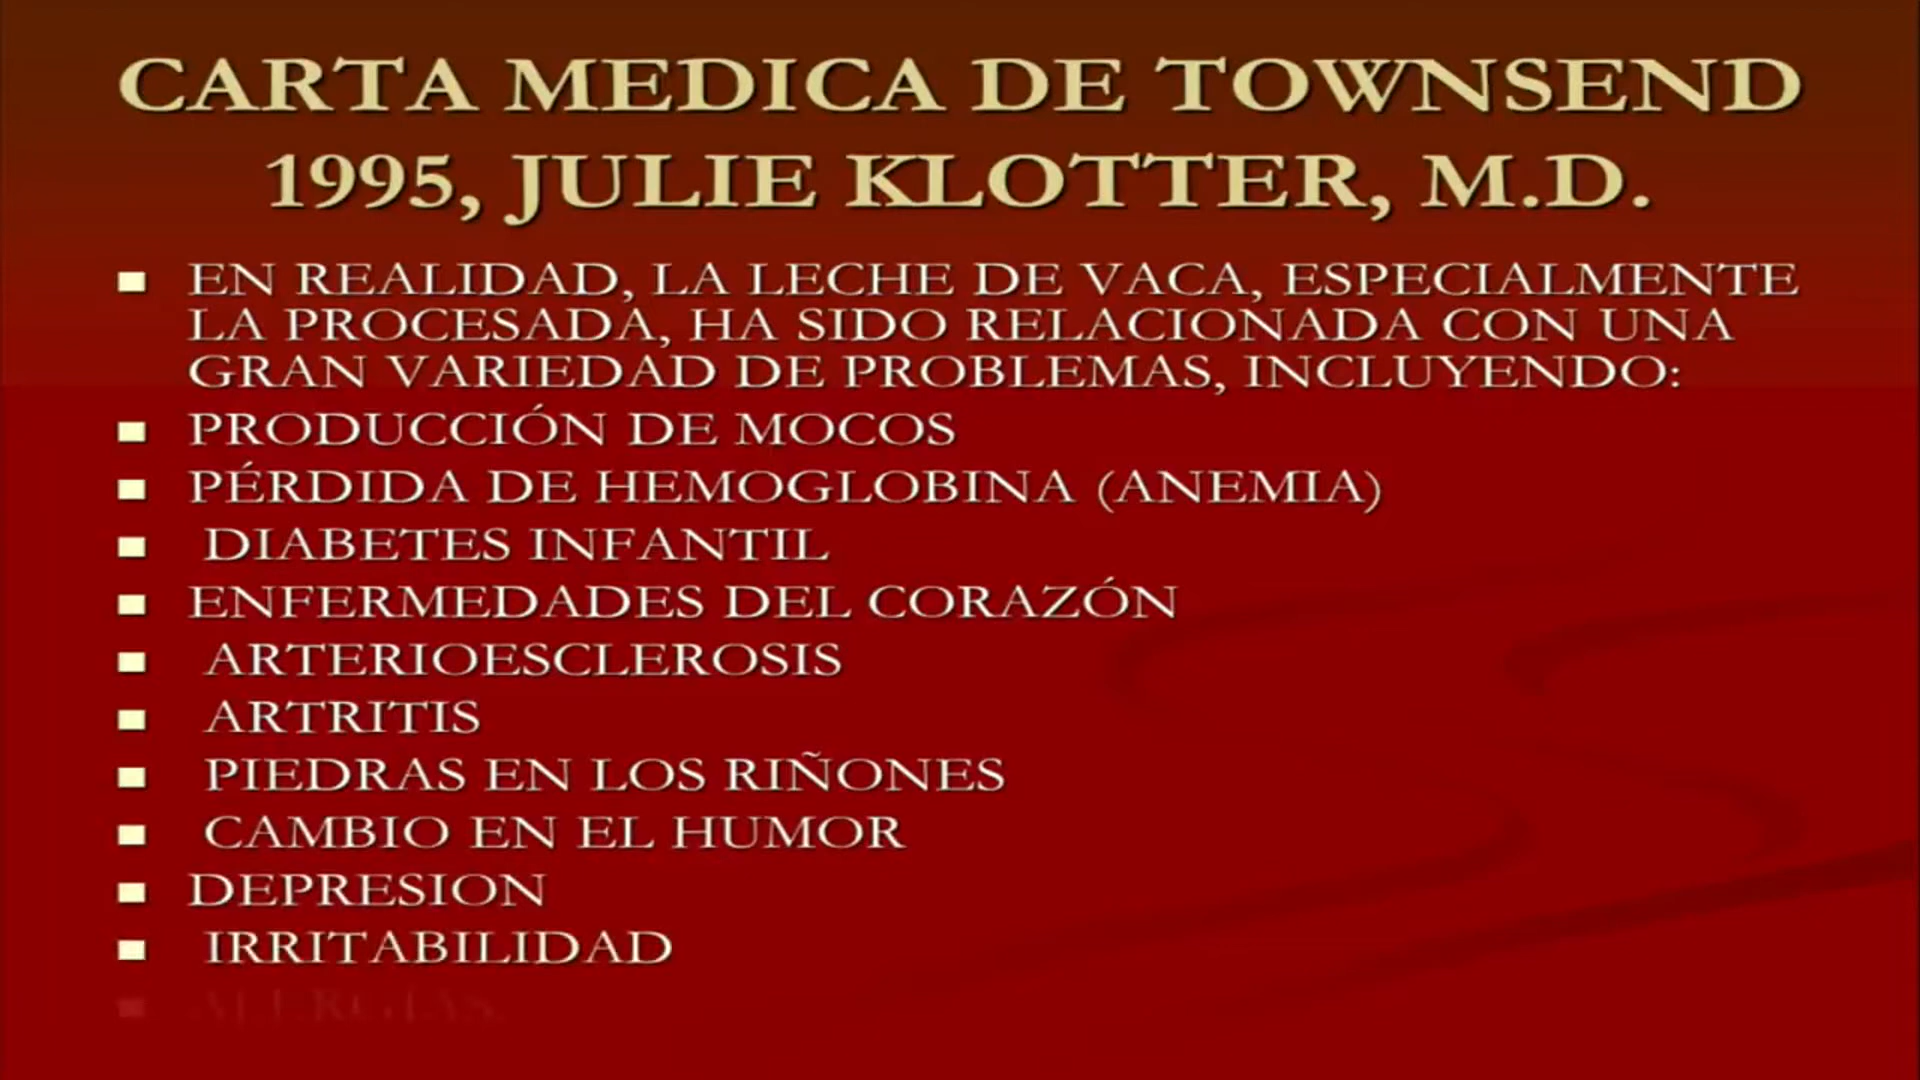 CARTA MEDICA DE TOWNSEND
1995, JULIE KLOTTER, M.D.
EN REALIDAD, LA LECHE DE VACA, ESPECIALMENTE
LA PROCESADA, HA SIDO RELACIONADA CON UNA
GRAN VARIEDAD DE PROBLEMAS, INCLUYENDO:
PRODUCCIÓN DE MOCOS
PÉRDIDA DE HEMOGLOBINA (ANEMIA)
DIABETES INFANTIL
ENFERMEDADES DEL CORAZÓN
ARTERIOESCLEROSIS
ARTRITIS
PIEDRAS EN LOS RIÑONES
CAMBIO EN EL HUMOR
DEPRESION
IRRITABILIDAD
ALERGIAS.